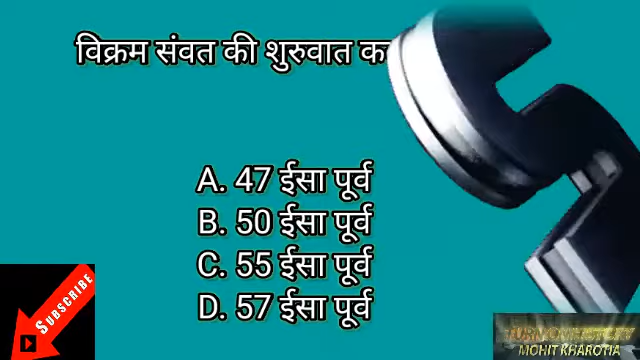 विक्रम संवत की शुरुवात
A. 47 ईसा पूर्व
B. 50 ईसा पूर्व
C. 55 ईसा पूर्व
D. 57 ईसा पूर्व
SUBSCRIBE
MOHIT KHAROTIA